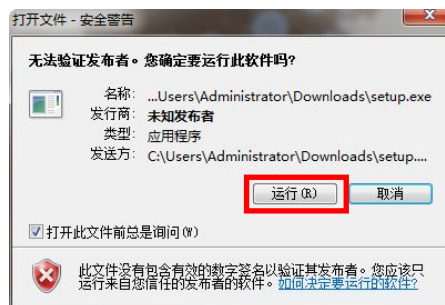 打开文件 - 安全警告
无法验证发布者。您确定要运行此软件吗?
名称: ...Users\Administrator\Downloads\setup.exe
发行商: 未知发布者
类型: 应用程序
发送方: C:\Users\Administrator\Downloads\setup....
运行(R) 取消
打开此文件前总是询问(W)
此文件没有包含有效的数字签名以验证其发布者。您应该只
运行来自您信任的发布者的软件。如何决定要运行的软件?